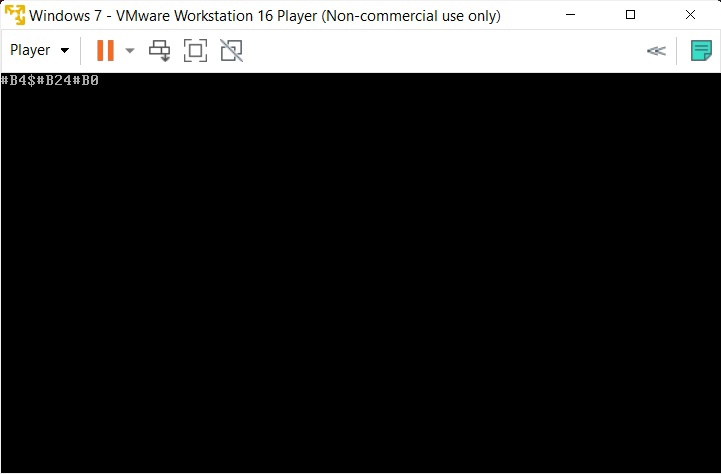 Windows 7 - VMware Workstation 16 Player (Non-commercial use only)
Player
#B4$#B24#B0